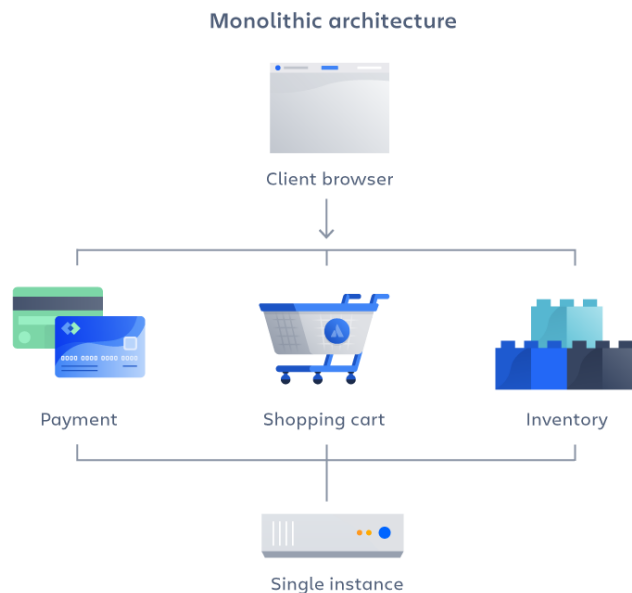 Monolithic architecture
Client browser
Payment
Shopping cart
Inventory
Single instance